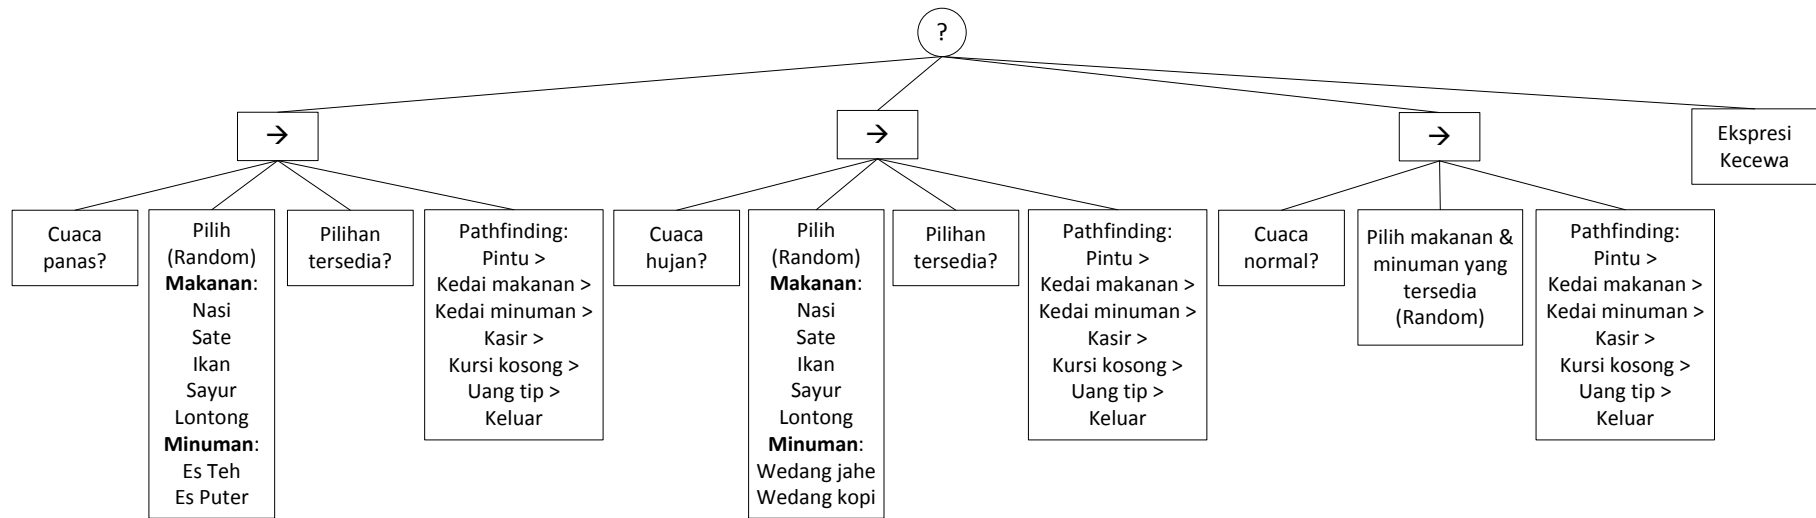 ?
→
→
→
Ekspresi
Kecewa
Cuaca
panas?
Pilih
(Random)
Makanan:
Nasi
Sate
Ikan
Sayur
Lontong
Minuman:
Es Teh
Es Puter
Pilihan
tersedia?
Pathfinding:
Pintu >
Kedai makanan >
Kedai minuman >
Kasir >
Kursi kosong >
Uang tip >
Keluar
Cuaca
hujan?
Pilih
(Random)
Makanan:
Nasi
Sate
Ikan
Sayur
Lontong
Minuman:
Wedang jahe
Wedang kopi
Pilihan
tersedia?
Pathfinding:
Pintu >
Kedai makanan >
Kedai minuman >
Kasir >
Kursi kosong >
Uang tip >
Keluar
Cuaca
normal?
Pilih makanan &
minuman yang
tersedia
(Random)
Pathfinding:
Pintu >
Kedai makanan >
Kedai minuman >
Kasir >
Kursi kosong >
Uang tip >
Keluar